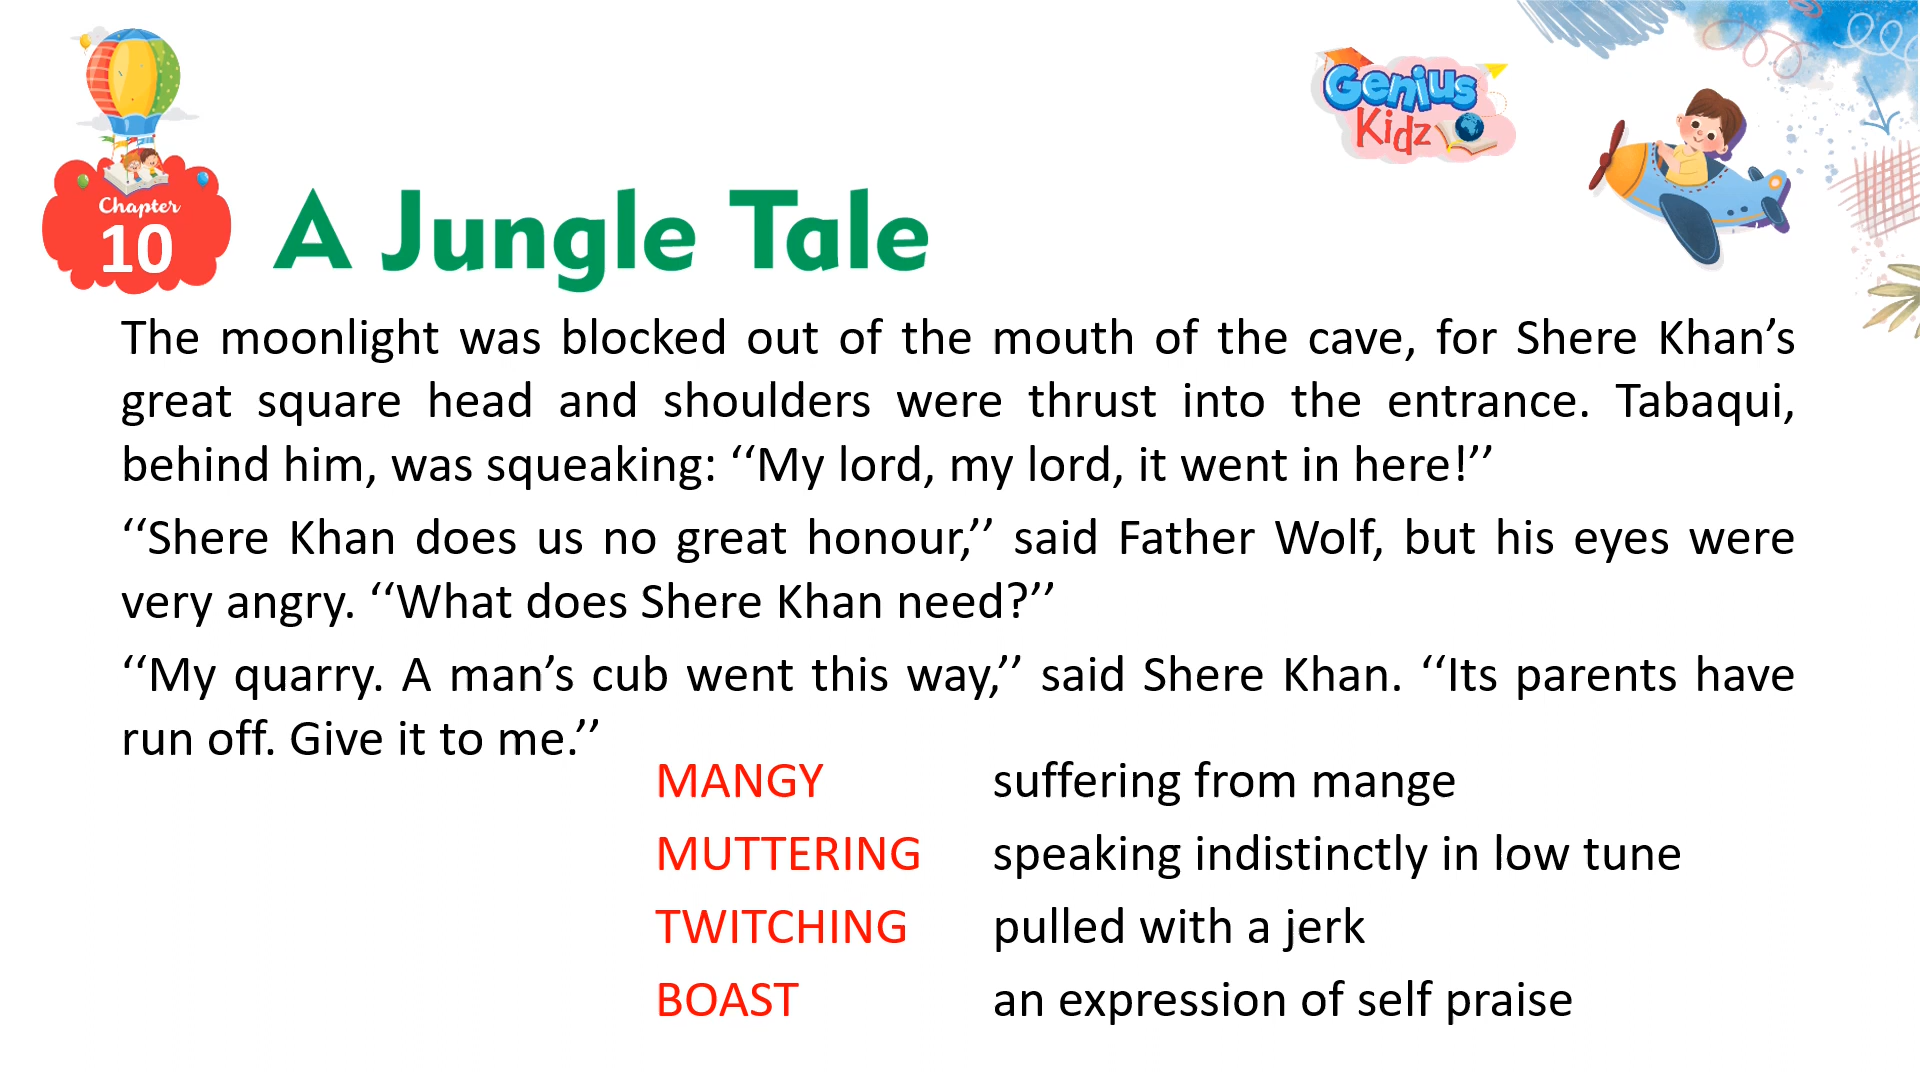 Genius
Kidz
Chapter
10
A Jungle Tale
The moonlight was blocked out of the mouth of the cave, for Shere Khan’s
great square head and shoulders were thrust into the entrance. Tabaqui,
behind him, was squeaking: ‘‘My lord, my lord, it went in here!’’
‘‘Shere Khan does us no great honour,’’ said Father Wolf, but his eyes were
very angry. ‘‘What does Shere Khan need?’’
‘‘My quarry. A man’s cub went this way,’’ said Shere Khan. ‘‘Its parents have
run off. Give it to me.’’
MANGY suffering from mange
MUTTERING speaking indistinctly in low tune
TWITCHING pulled with a jerk
BOAST an expression of self praise